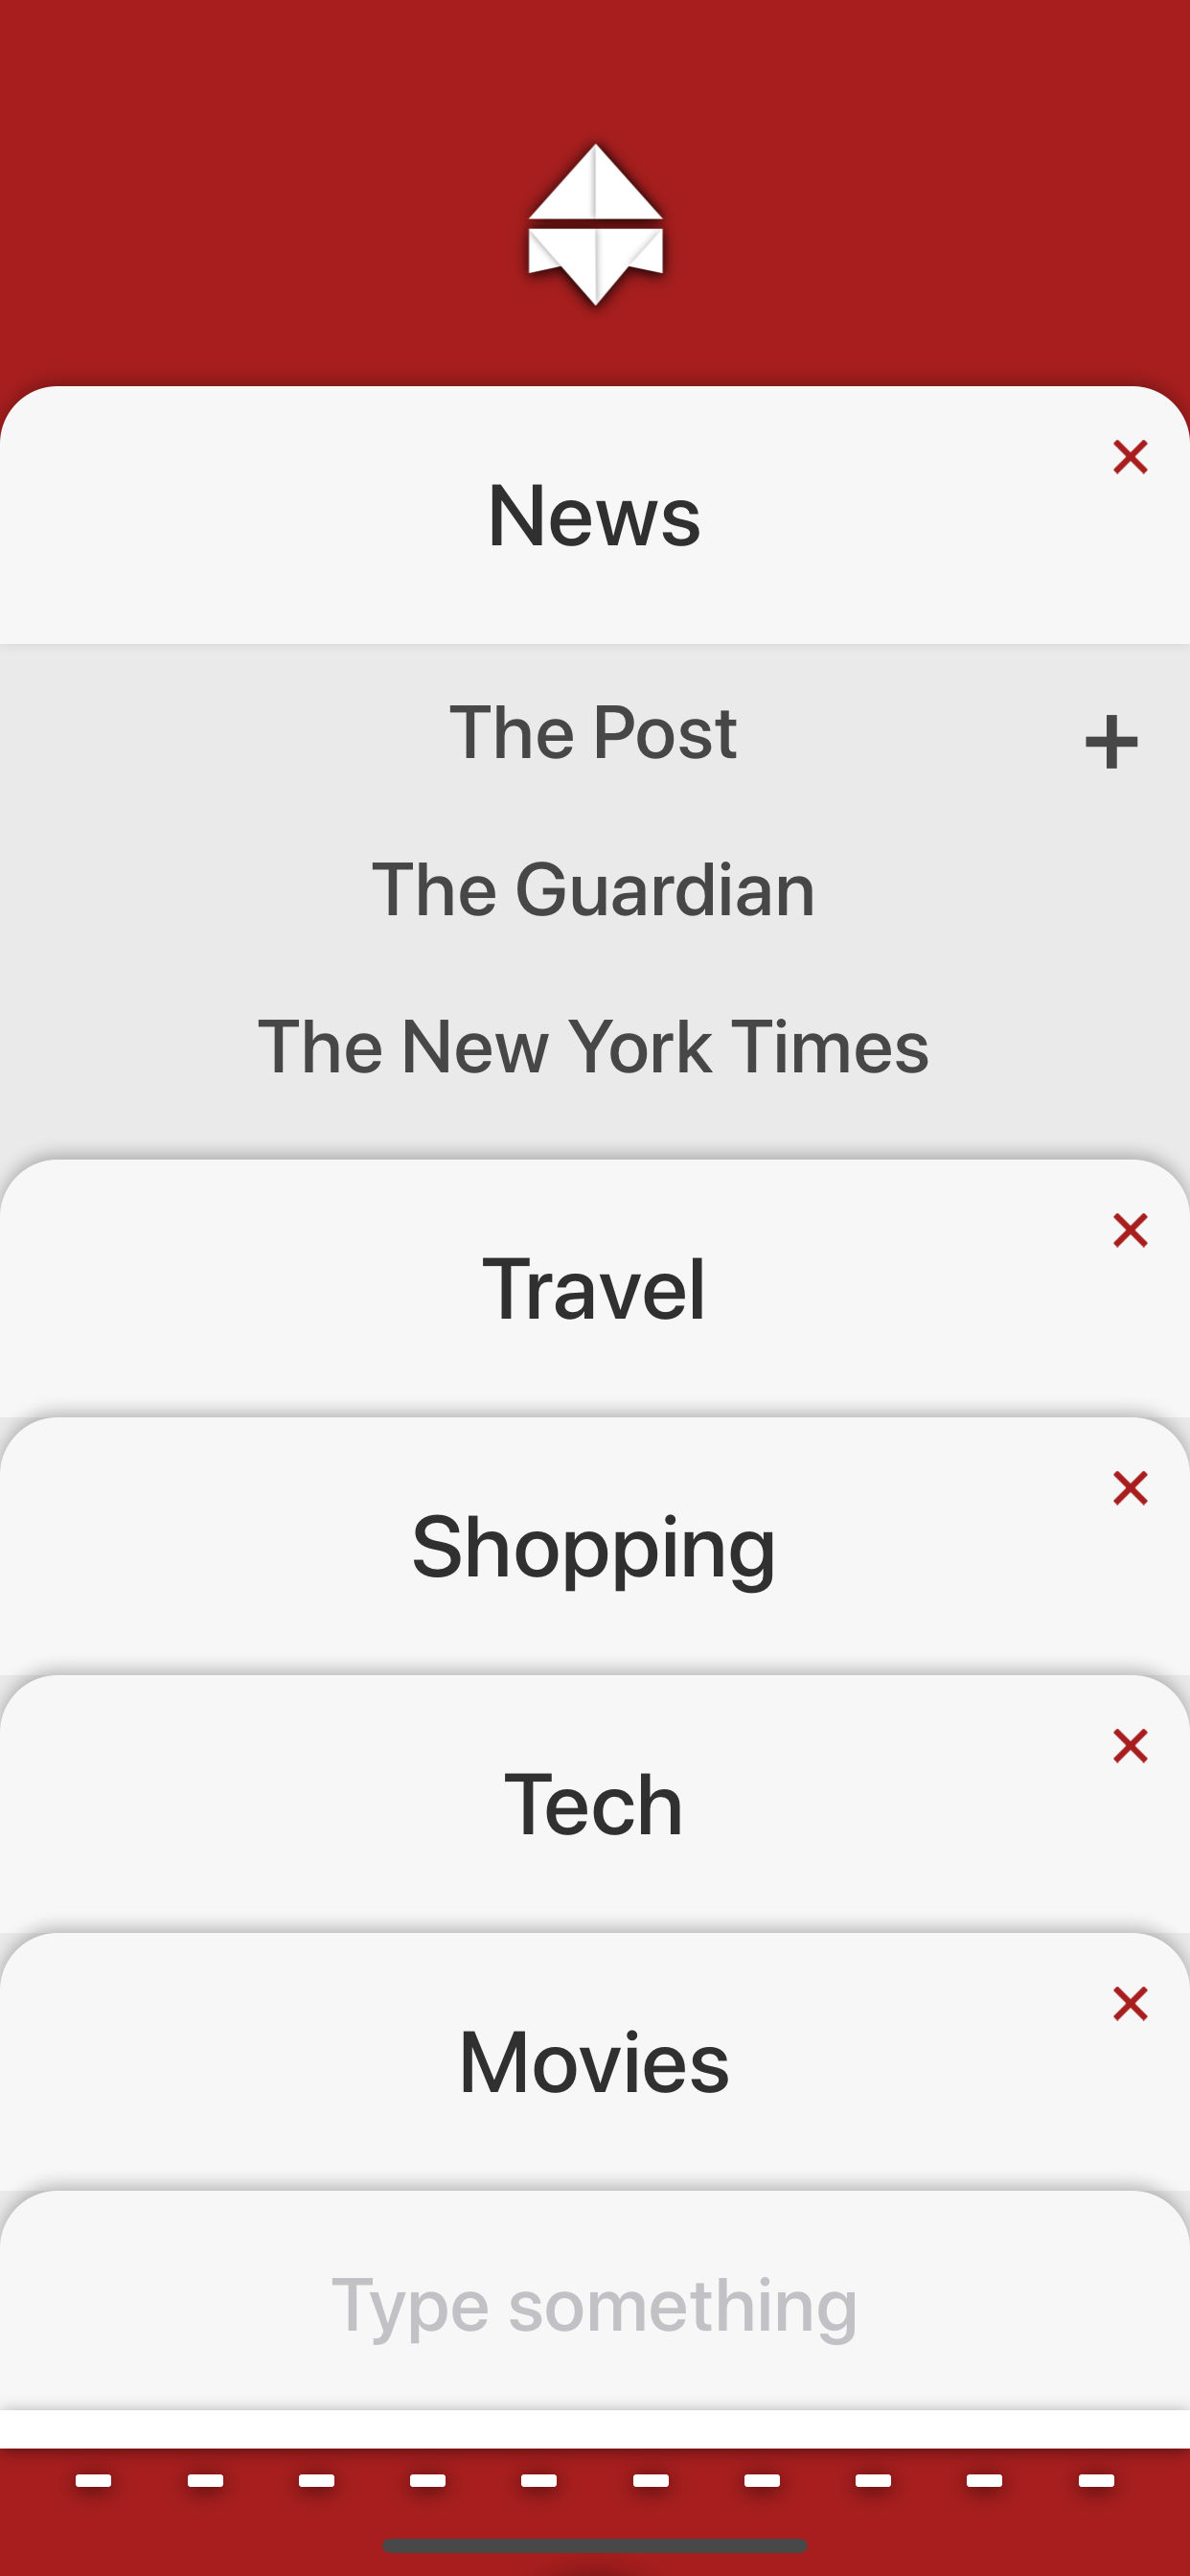 News
The Post
The Guardian
The New York Times
Travel
Shopping
Tech
Movies
Type something